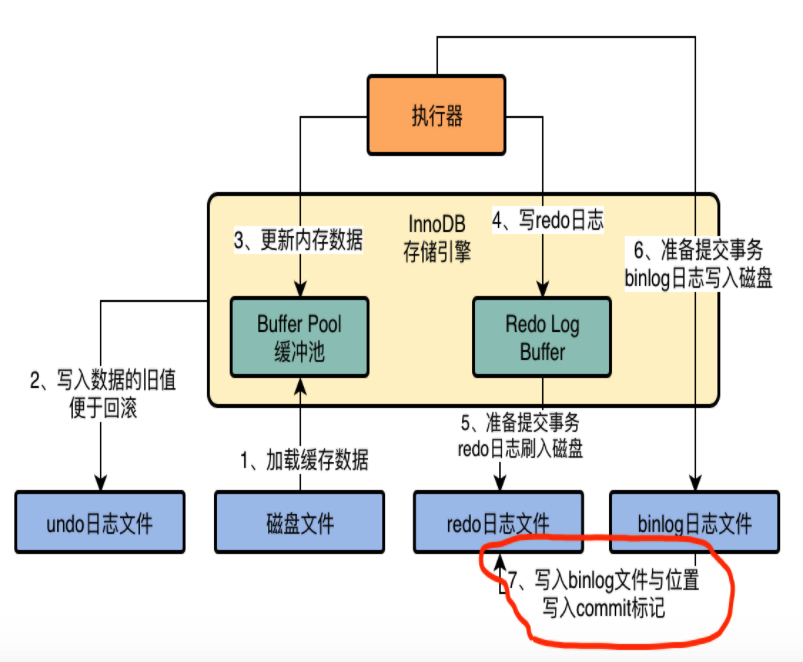 执行器
InnoDB
存储引擎
3、更新内存数据
4、写redo日志
6、准备提交事务
binlog日志写入磁盘
Buffer Pool
缓冲池
Redo Log
Buffer
2、写入数据的旧值
便于回滚
1、加载缓存数据
5、准备提交事务
redo日志刷入磁盘
undo日志文件
磁盘文件
redo日志文件
binlog日志文件
7、写入binlog文件与位置
写入commit标记